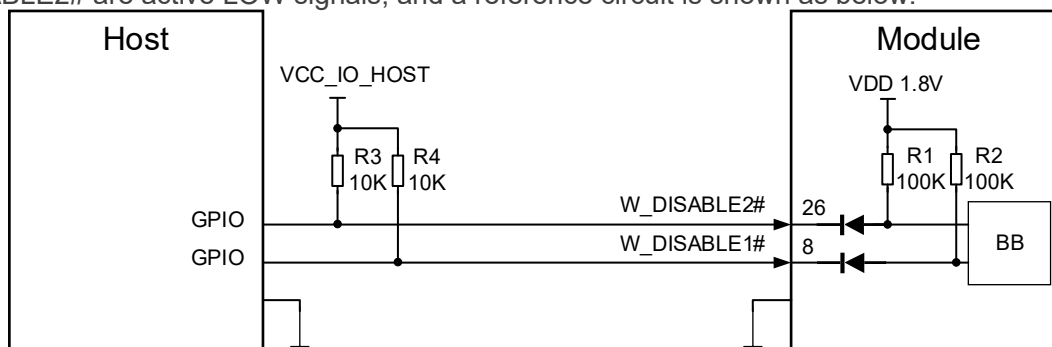 ABLE2# are active LOW signals, and a reference circuit is shown as below.
Host
Module
VCC_IO_HOST
VDD 1.8V
R3
10K
R4
10K
R1
100K
R2
100K
GPIO
W_DISABLE2#
26
GPIO
W_DISABLE1#
8
BB